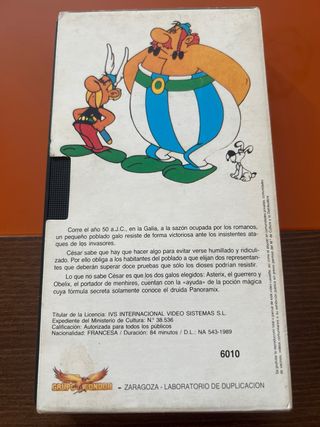 Corre el año 50 a.J.C., en la Galia, a la sazón ocupada por los romanos,
un pequeño poblado galo resiste de forma victoriosa ante los insistentes ata-
ques de los invasores.
César sabe que hay que hacer algo para evitar verse humillado y ridiculi-
zado. Por ello obliga a los habitantes del poblado a que elijan dos representan-
tes que deberán superar doce pruebas que sólo los dioses podrían resistir.
Lo que no sabe César es que los dos galos elegidos: Asterix, el guerrero y
Obelix, el portador de menhires, cuentan con la «ayuda» de la poción mágica
cuya fórmula secreta solamente conoce el druida Panoramix.
Titular de la Licencia: IVS INTERNACIONAL VIDEO SISTEMAS S.L.
Expediente del Ministerio de Cultura: N.º 38.536
Calificación: Autorizada para todos los públicos
Nacionalidad: FRANCESA / Duración: 84 minutos / D.L.: NA 543-1989
6010
GRUPO CONDOR
- ZARAGOZA - LABORATORIO DE DUPLICACION